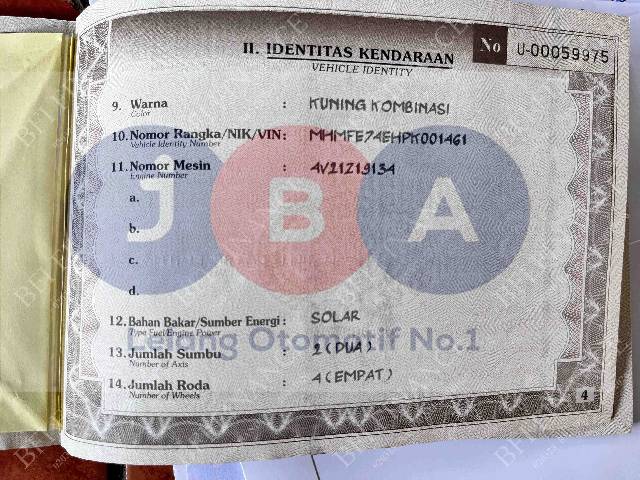 No U-00059975
II. IDENTITAS KENDARAAN
VEHICLE IDENTITY
9. Warna : KUNING KOMBINASI
Color
10. Nomor Rangka/NIK/VIN: MHMFE74EHPK001461
Vehicle Identity Number
11. Nomor Mesin : 4V21Z19134
Engine Number
a.
b.
c.
d.
JBA
12. Bahan Bakar/Sumber Energi : SOLAR
Type Fuel/Engine Power
Lelang Otomotif No.1
13. Jumlah Sumbu : 2 (DUA)
Number of Axis
14. Jumlah Roda : 4 (EMPAT)
Number of Wheels
4